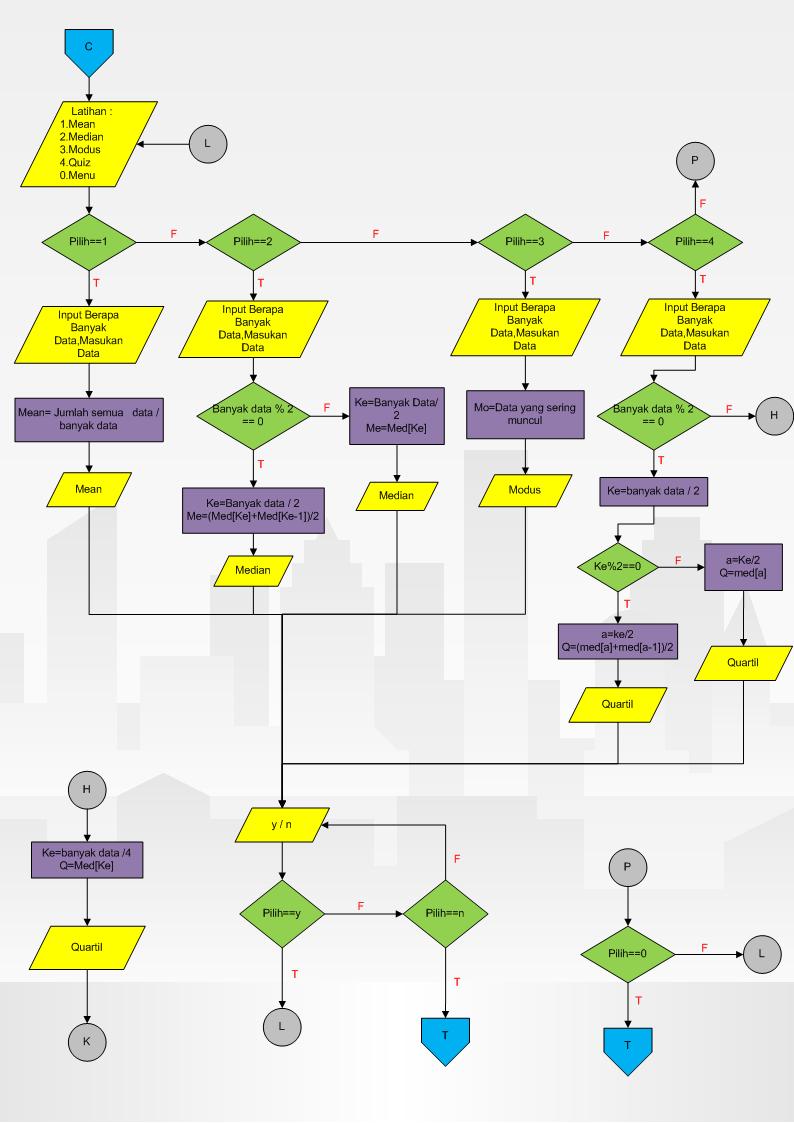 C
Latihan :
1.Mean
2.Median
3.Modus
4.Quiz
0.Menu
L
P
F
Pilih==1
F
Pilih==2
F
Pilih==3
F
Pilih==4
T
T
T
T
Input Berapa
Banyak
Data,Masukan
Data
Input Berapa
Banyak
Data,Masukan
Data
Input Berapa
Banyak
Data,Masukan
Data
Input Berapa
Banyak
Data,Masukan
Data
Mean= Jumlah semua data /
banyak data
Banyak data % 2
== 0
F
Ke=Banyak Data/
2
Me=Med[Ke]
Mo=Data yang sering
muncul
Banyak data % 2
== 0
F
H
T
T
Mean
Ke=Banyak data / 2
Me=(Med[Ke]+Med[Ke-1])/2
Median
Modus
Ke=banyak data / 2
Median
Ke%2==0
F
a=Ke/2
Q=med[a]
T
a=ke/2
Q=(med[a]+med[a-1])/2
Quartil
Quartil
H
Ke=banyak data /4
Q=Med[Ke]
Quartil
K
y / n
F
Pilih==y
F
Pilih==n
T
T
L
T
P
Pilih==0
F
L
T
T